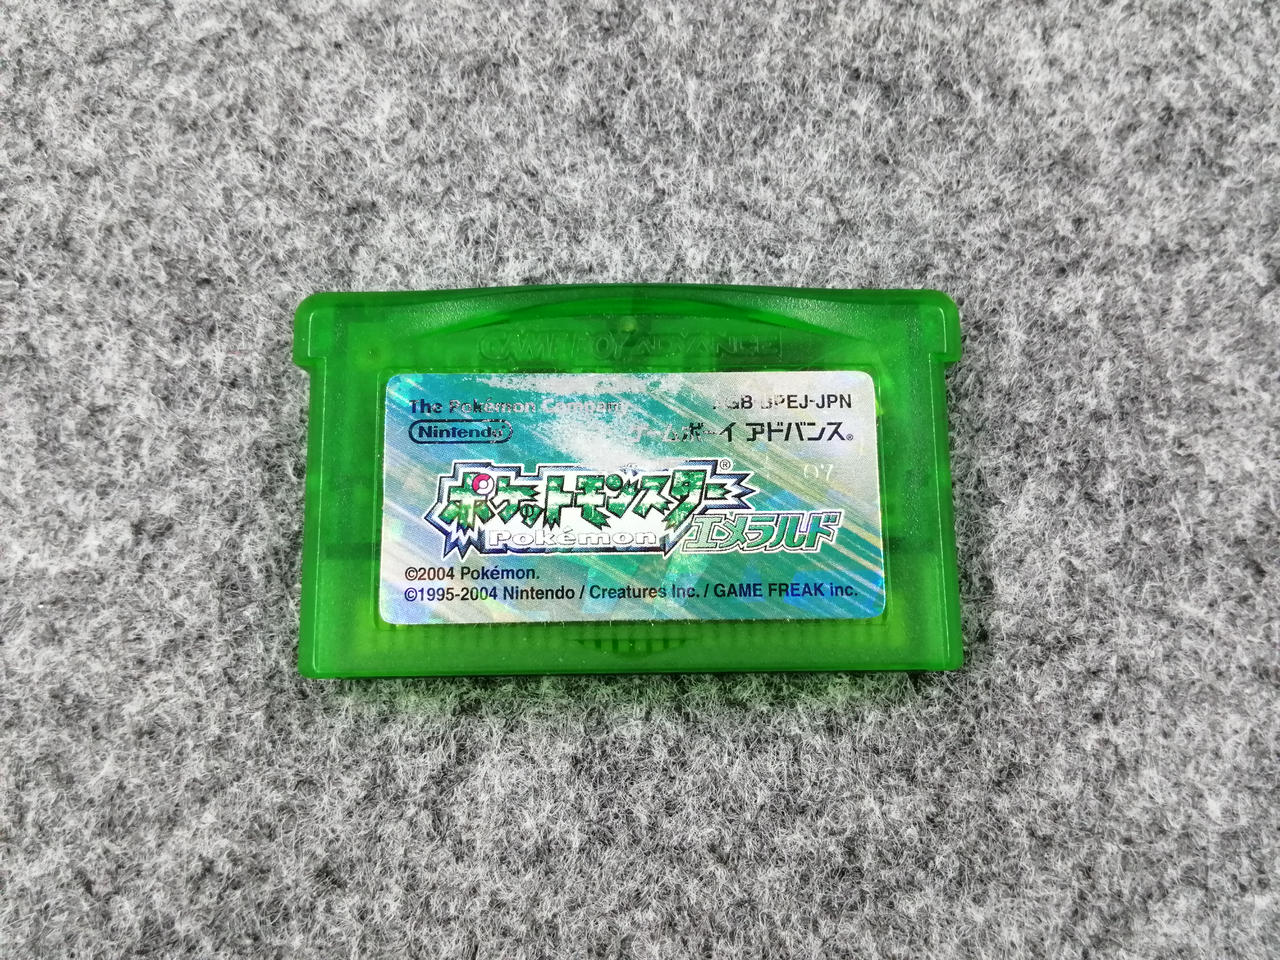 GAME BOY ADVANCE
The Pokémon Company
AGB-BPEJ-JPN
Nintendo
ゲームボーイ アドバンス®
07
ポケットモンスター®
Pokémon
エメラルド
©2004 Pokémon.
©1995-2004 Nintendo / Creatures Inc. / GAME FREAK inc.